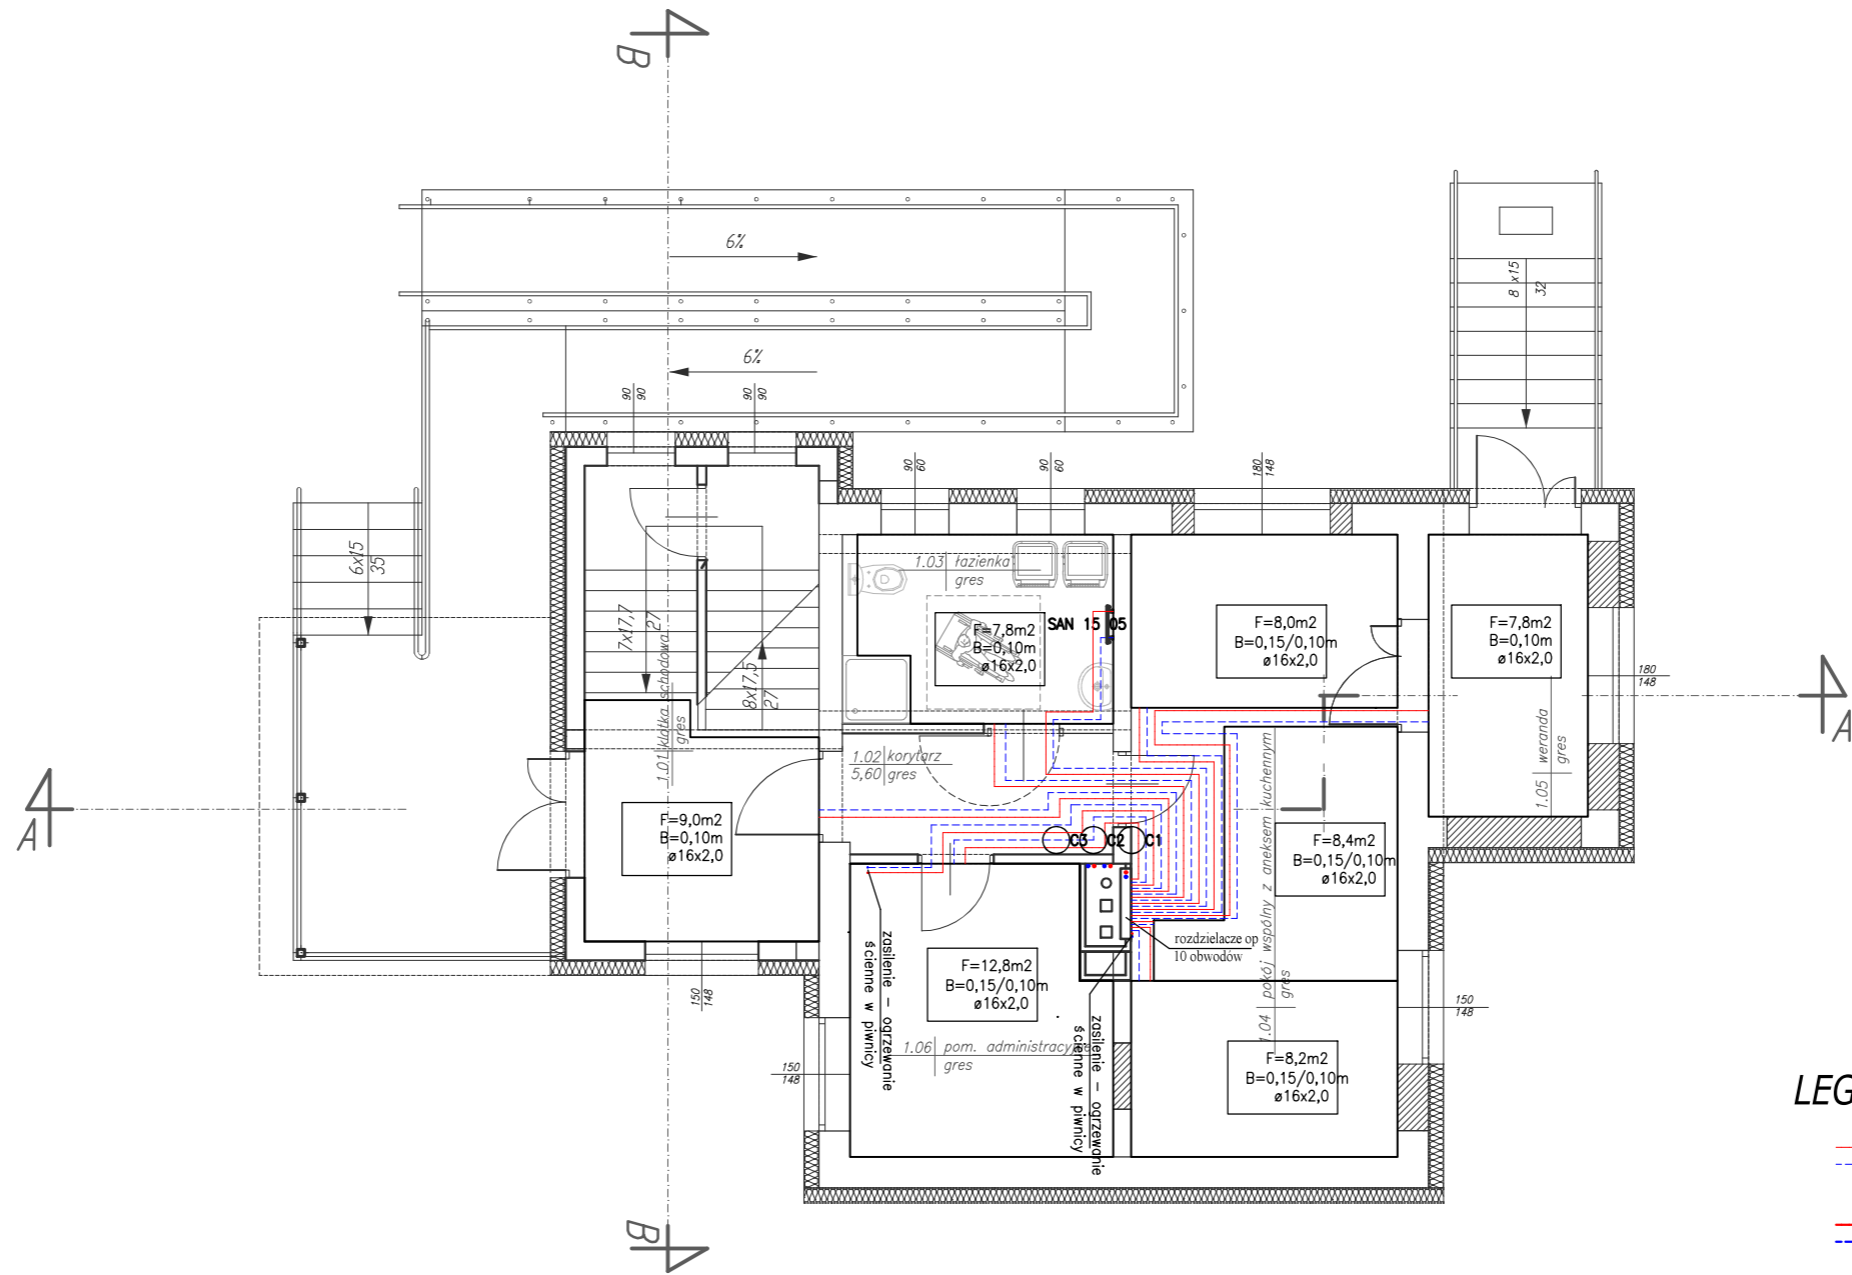 B
6%
6%
8 x15
32
90
90
90
90
90
60
90
60
180
148
6x15
35
7x17,7
27
8x17,5
27
1.01 klatka schodowa
gres
1.03 łazienka
gres
SAN 15 05
F=7,8m2
B=0,10m
ø16x2,0
F=8,0m2
B=0,15/0,10m
ø16x2,0
F=7,8m2
B=0,10m
ø16x2,0
180
148
A
1.05 weranda
gres
1.02 korytarz
5,60 gres
A
F=9,0m2
B=0,10m
ø16x2,0
C3
C2
C1
F=8,4m2
B=0,15/0,10m
ø16x2,0
1.04 pokój wspólny z aneksem kuchennym
gres
rozdzielacze op
10 obwodów
zasilenie – ogrzewanie
ścienne w piwnicy
F=12,8m2
B=0,15/0,10m
ø16x2,0
150
148
150
148
1.06 pom. administracyjne
gres
zasilenie – ogrzewanie
ścienne w piwnicy
F=8,2m2
B=0,15/0,10m
ø16x2,0
150
148
LEG
B